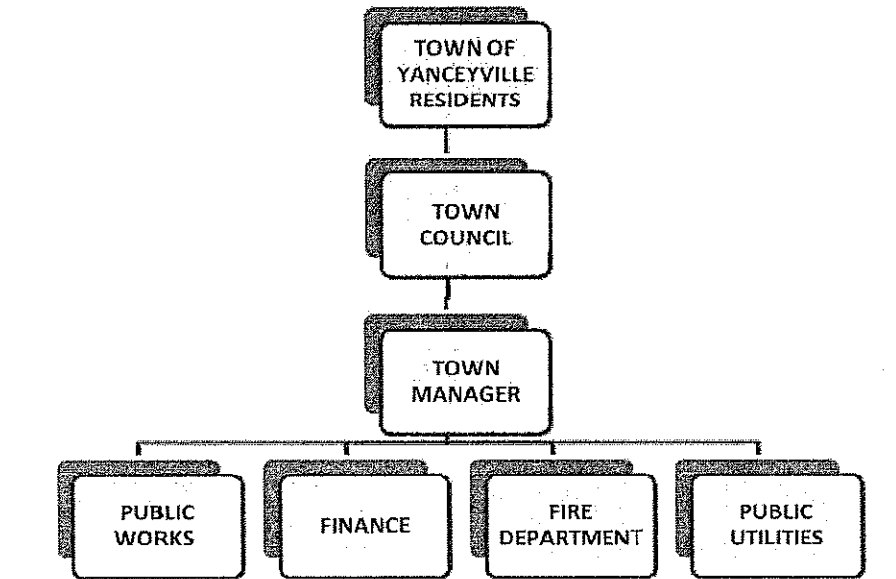 TOWN OF
YANCEYVILLE
RESIDENTS
TOWN
COUNCIL
TOWN
MANAGER
PUBLIC
WORKS
FINANCE
FIRE
DEPARTMENT
PUBLIC
UTILITIES